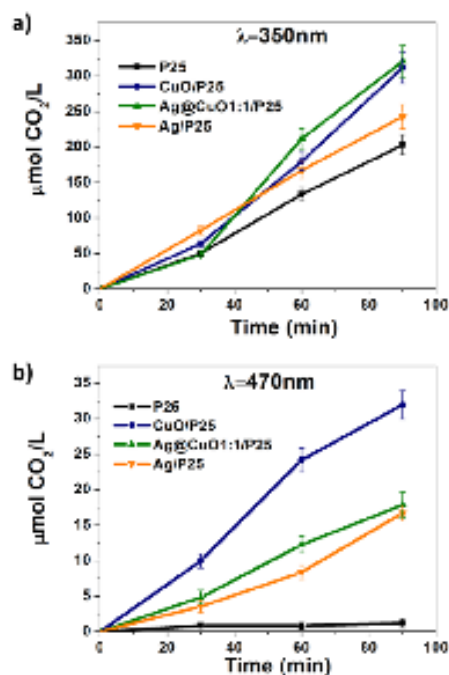 a)
λ=350nm
P25
CuO/P25
Ag@CuO1:1/P25
Ag/P25
350
300
250
200
150
100
50
0
μmol CO₂/L
0 20 40 60 80 100
Time (min)
b)
λ=470nm
P25
CuO/P25
Ag@CuO1:1/P25
Ag/P25
35
30
25
20
15
10
5
0
μmol CO₂/L
0 20 40 60 80 100
Time (min)